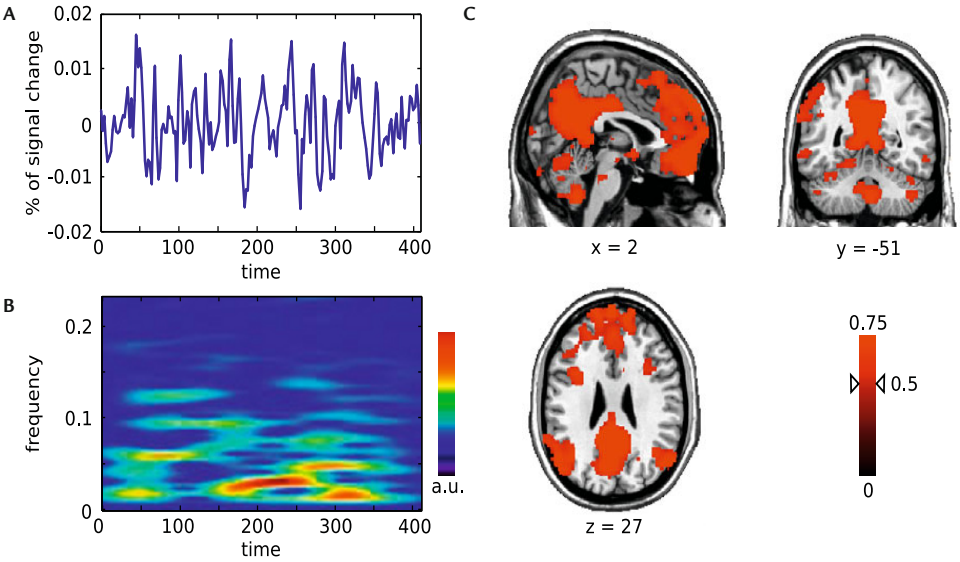 A
% of signal change
0.02
0.01
0
-0.01
-0.02
0 100 200 300 400
time
B
frequency
0.2
0.1
0
0 100 200 300 400
time
a.u.
C
x = 2
y = -51
z = 27
0.75
0.5
0